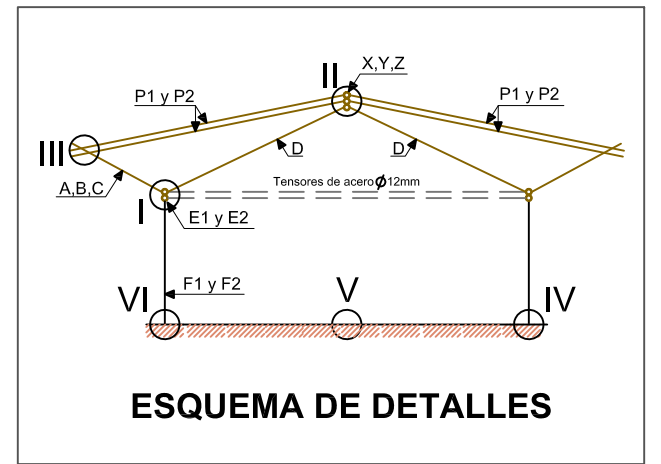 X,Y,Z
II
P1 y P2
P1 y P2
III
D
D
A,B,C
Tensores de acero ϕ12mm
I
E1 y E2
F1 y F2
VI
V
IV
ESQUEMA DE DETALLES